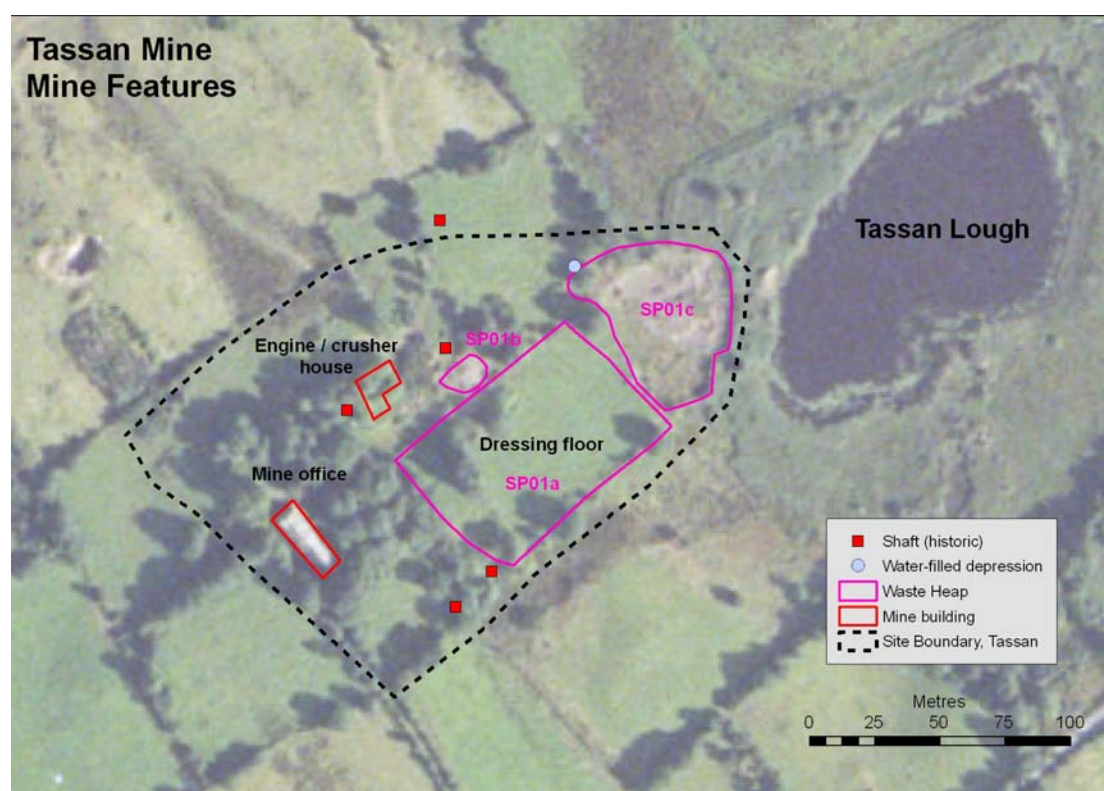 Tassan Mine
Mine Features
Tassan Lough
SP01c
SP01b
Engine / crusher
house
Dressing floor
Mine office
SP01a
Shaft (historic)
Water-filled depression
Waste Heap
Mine building
Site Boundary, Tassan
Metres
0 25 50 75 100